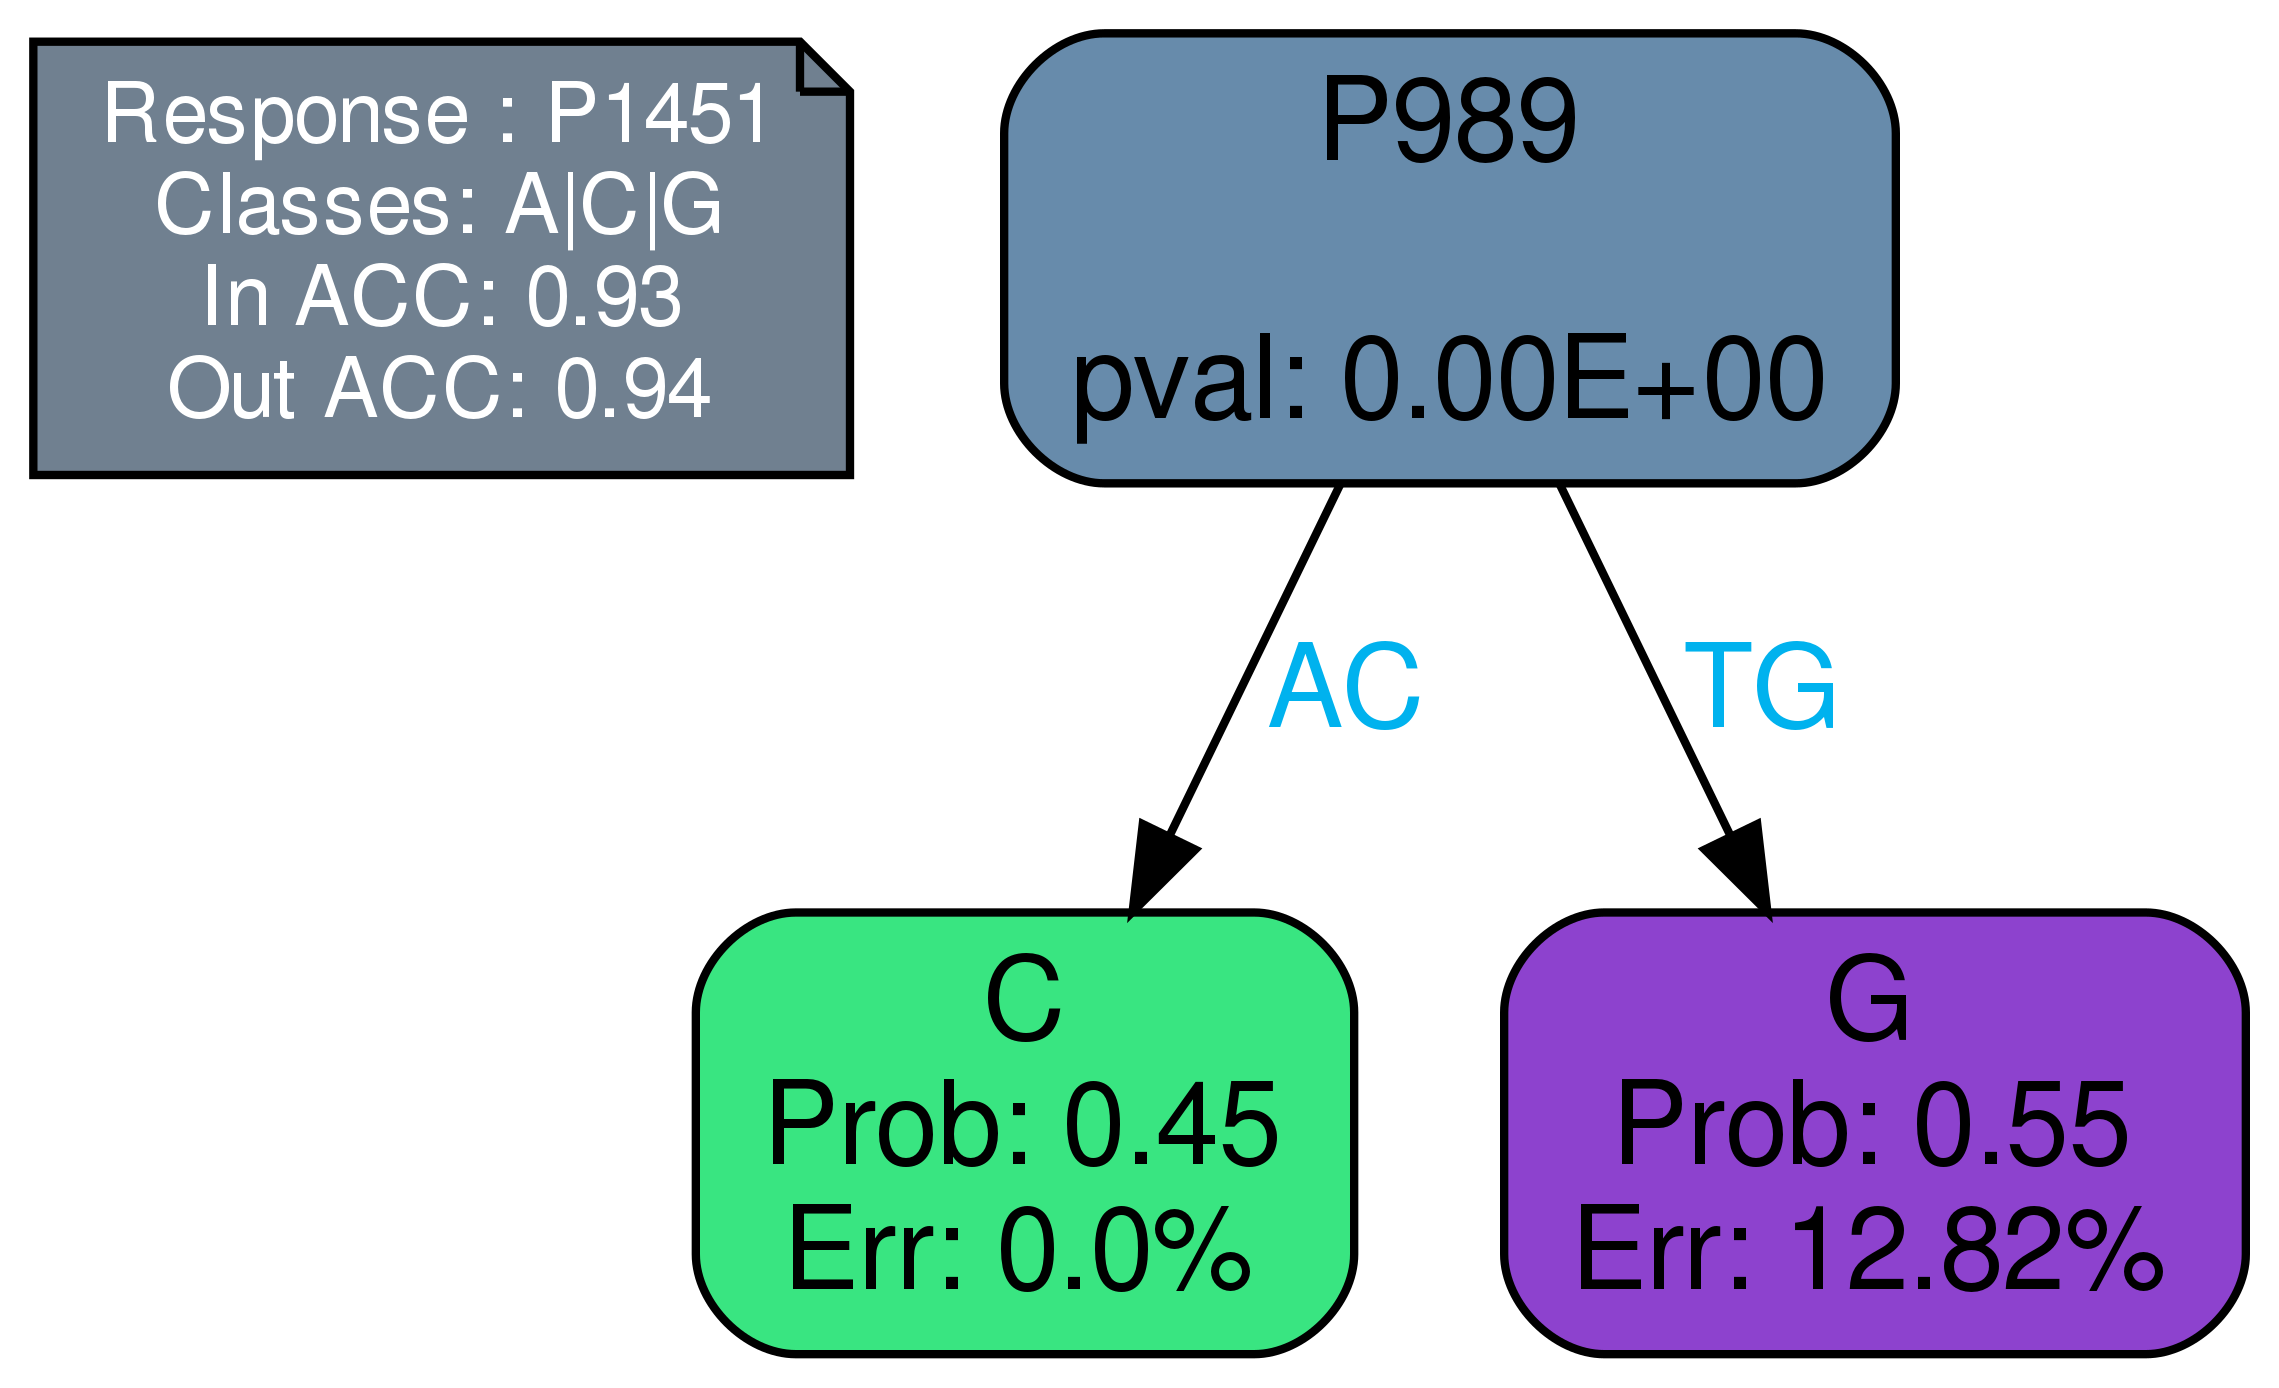 Response : P1451
Classes: A|C|G
In ACC: 0.93
Out ACC: 0.94
P989
pval: 0.00E+00
AC
TG
C
Prob: 0.45
Err: 0.0%
G
Prob: 0.55
Err: 12.82%